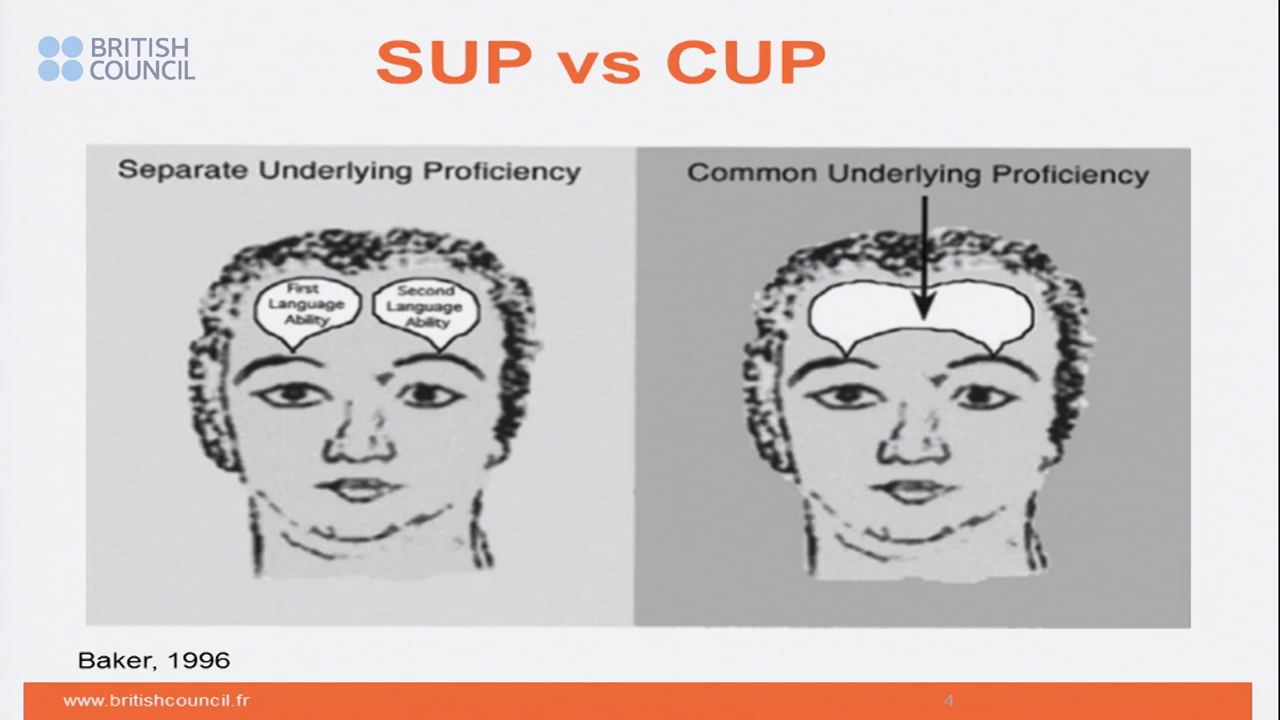 BRITISH
COUNCIL
SUP vs CUP
Separate Underlying Proficiency
Common Underlying Proficiency
First
Language
Ability
Second
Language
Ability
Baker, 1996
www.britishcouncil.fr
4